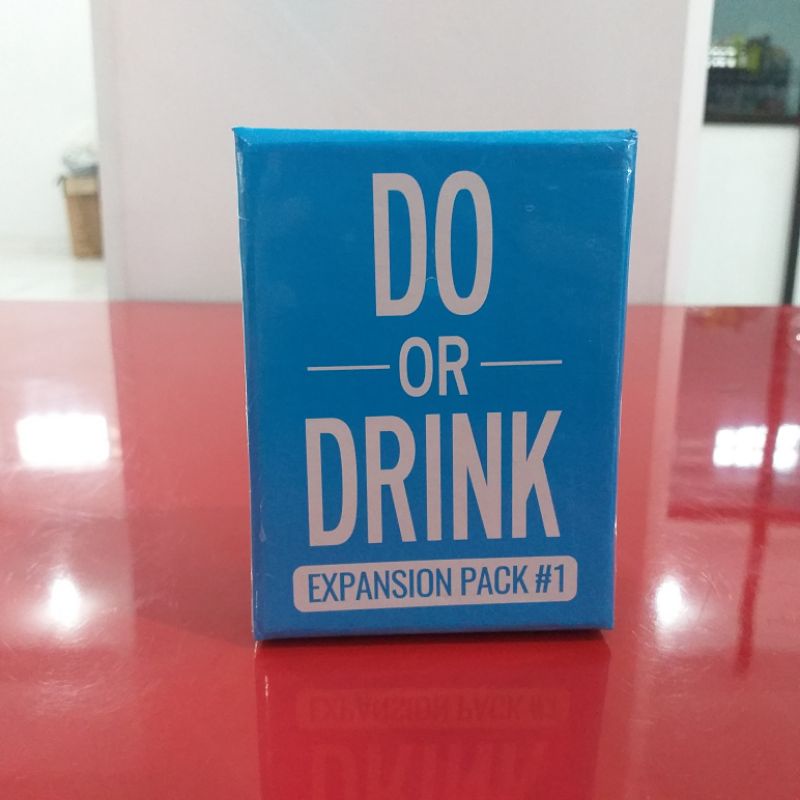 DO
OR
DRINK
EXPANSION PACK #1